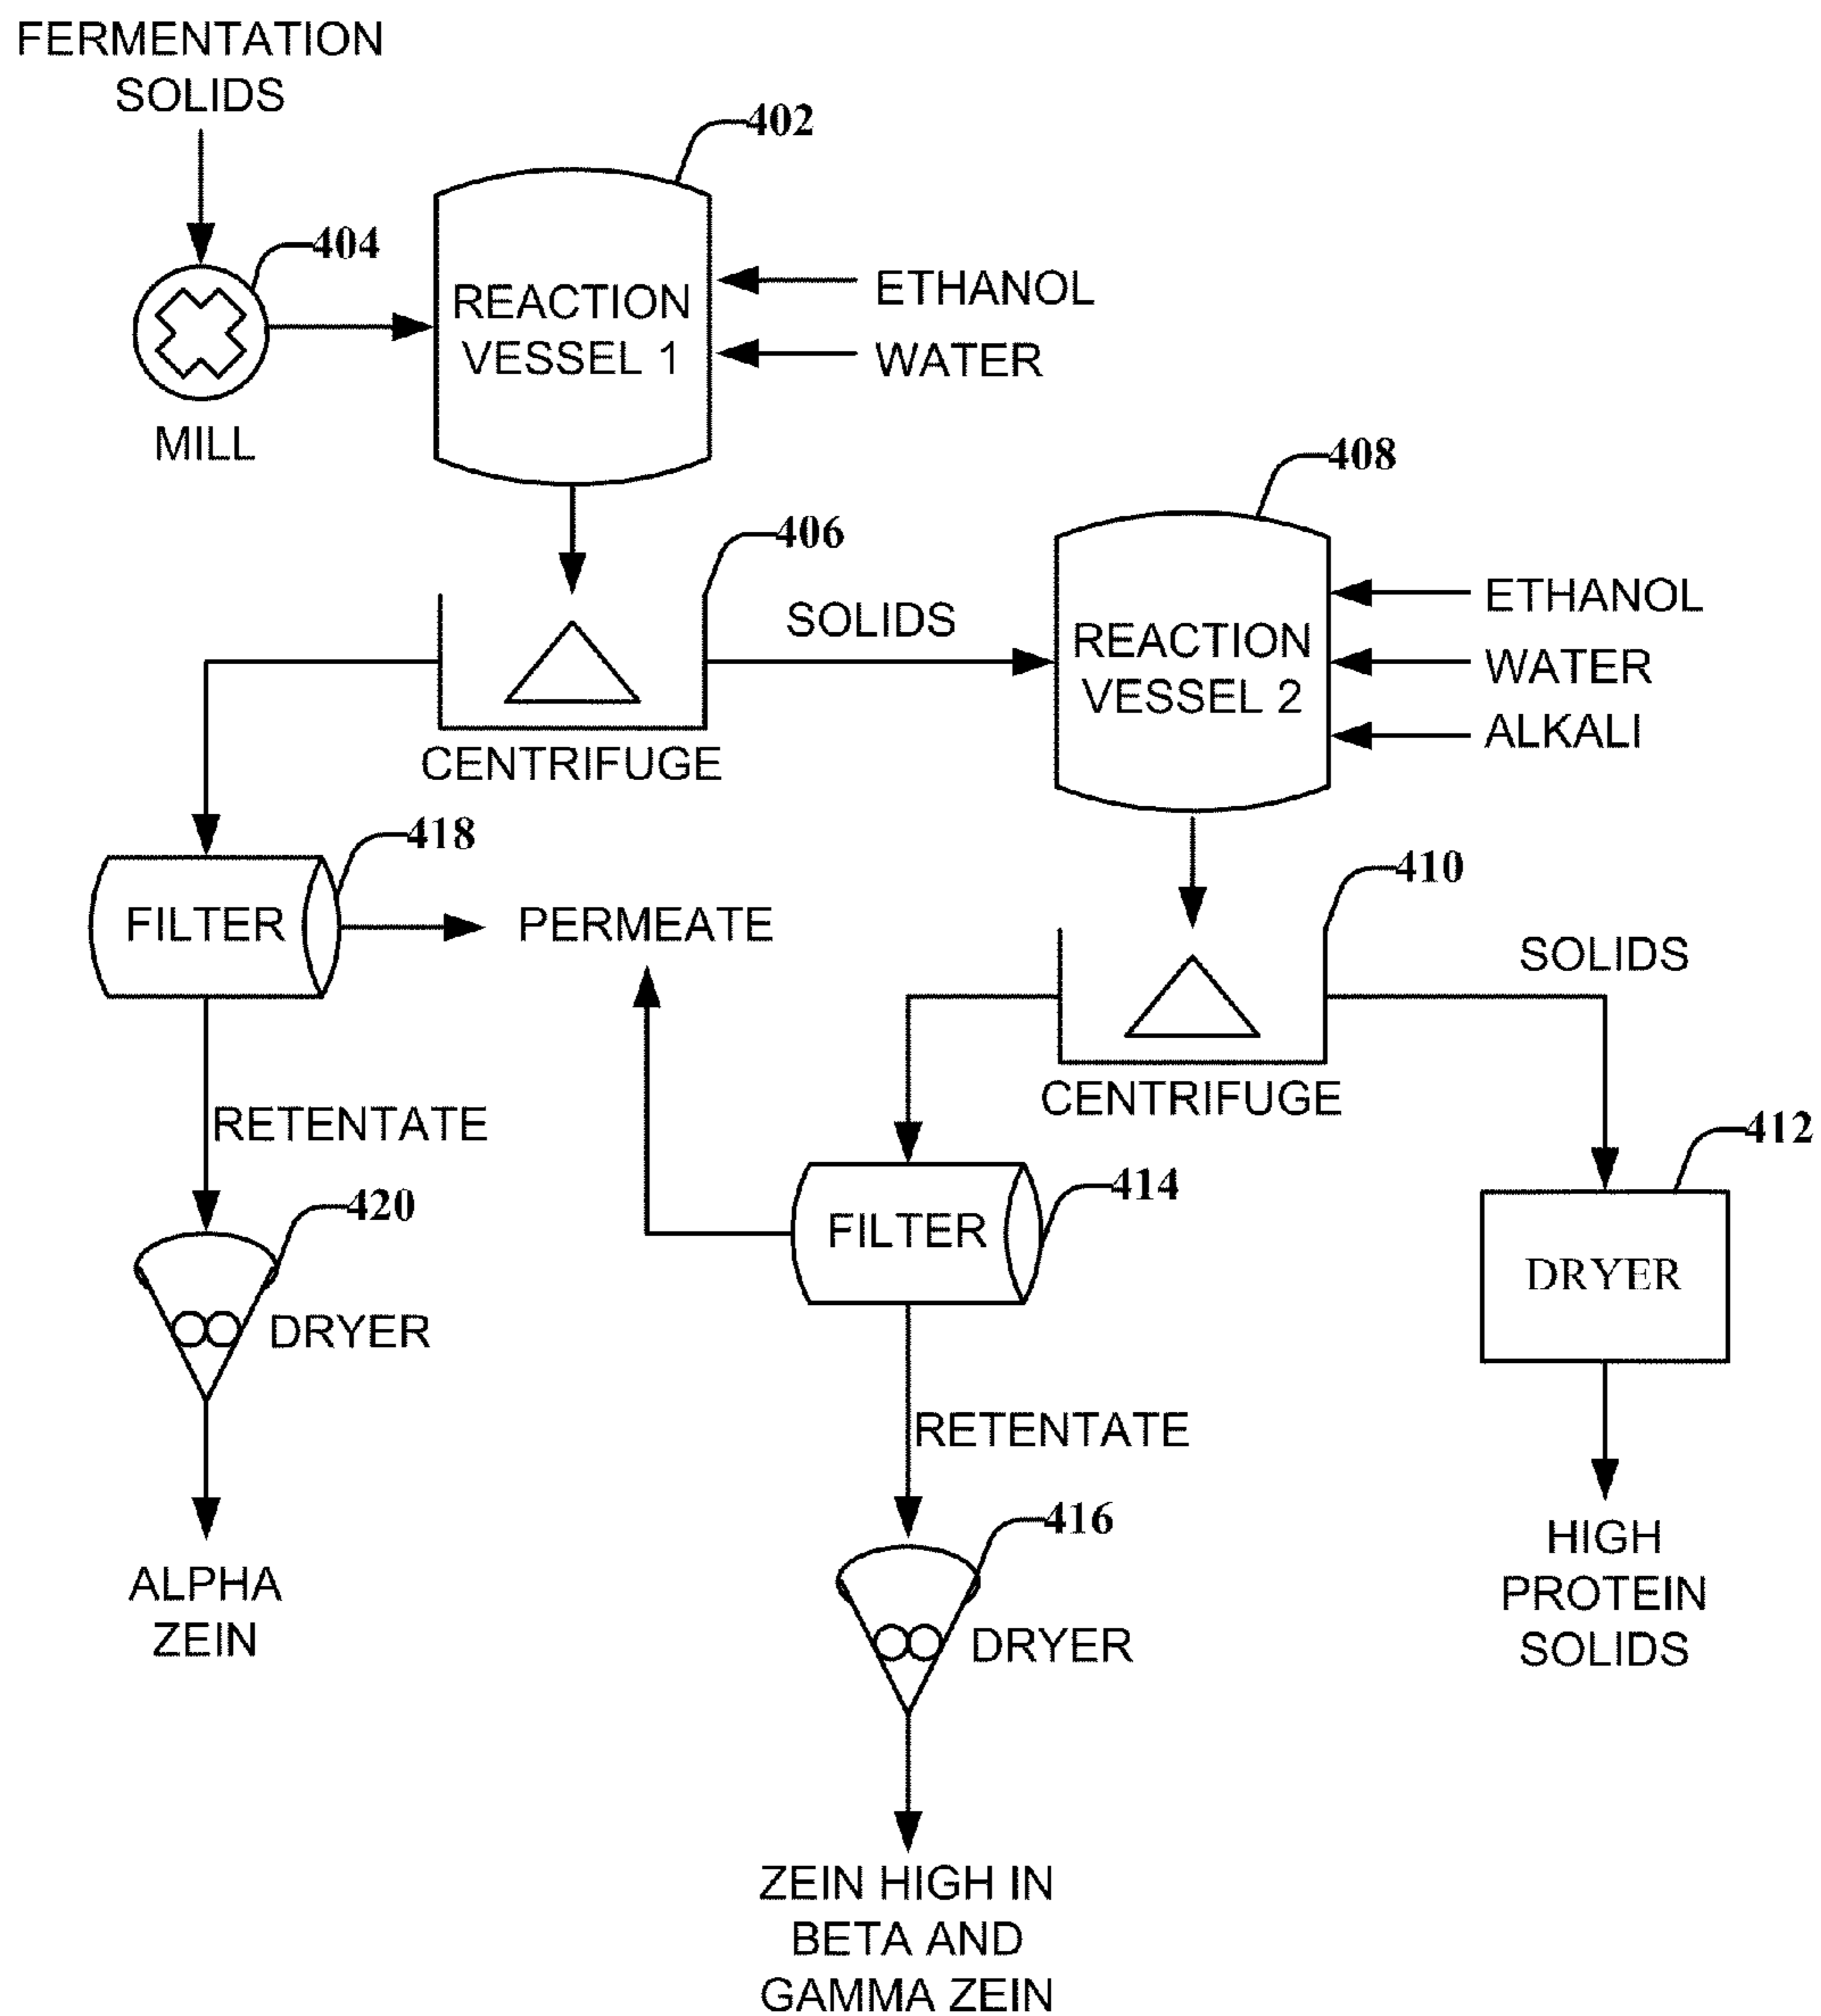 FERMENTATION
SOLIDS
402
404
REACTION
VESSEL 1
ETHANOL
WATER
MILL
408
406
SOLIDS
REACTION
VESSEL 2
ETHANOL
WATER
ALKALI
CENTRIFUGE
418
410
FILTER
PERMEATE
SOLIDS
CENTRIFUGE
RETENTATE
412
414
420
FILTER
DRYER
DRYER
RETENTATE
416
HIGH
PROTEIN
SOLIDS
ALPHA
ZEIN
DRYER
ZEIN HIGH IN
BETA AND
GAMMA ZEIN